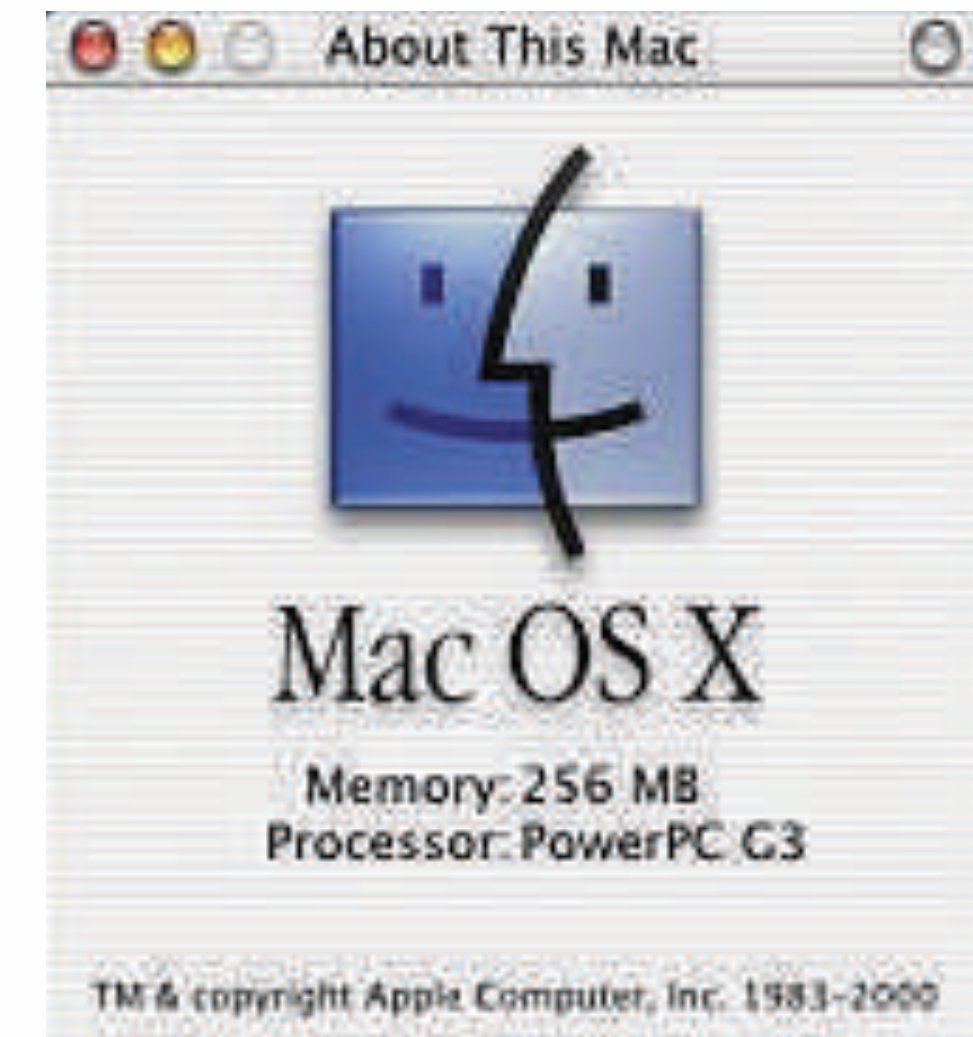 About This Mac
Mac OS X
Memory: 256 MB
Processor: PowerPC G3
TM & copyright Apple Computer, Inc. 1983-2000